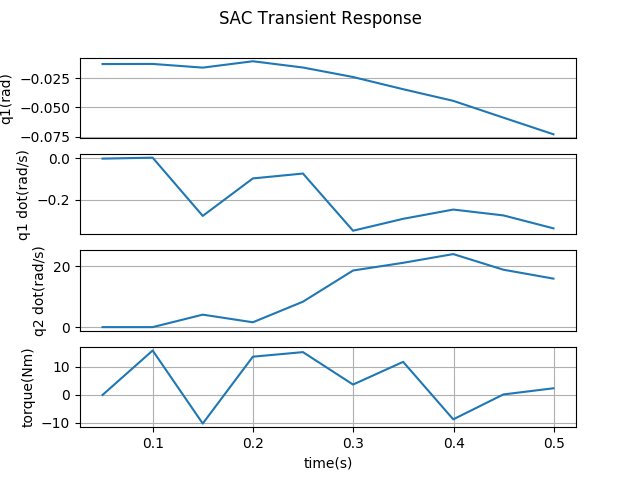 SAC Transient Response
q1(rad)
−0.025
−0.050
−0.075
q1 dot(rad/s)
0.0
−0.2
q2 dot(rad/s)
20
0
torque(Nm)
10
0
−10
0.1 0.2 0.3 0.4 0.5
time(s)